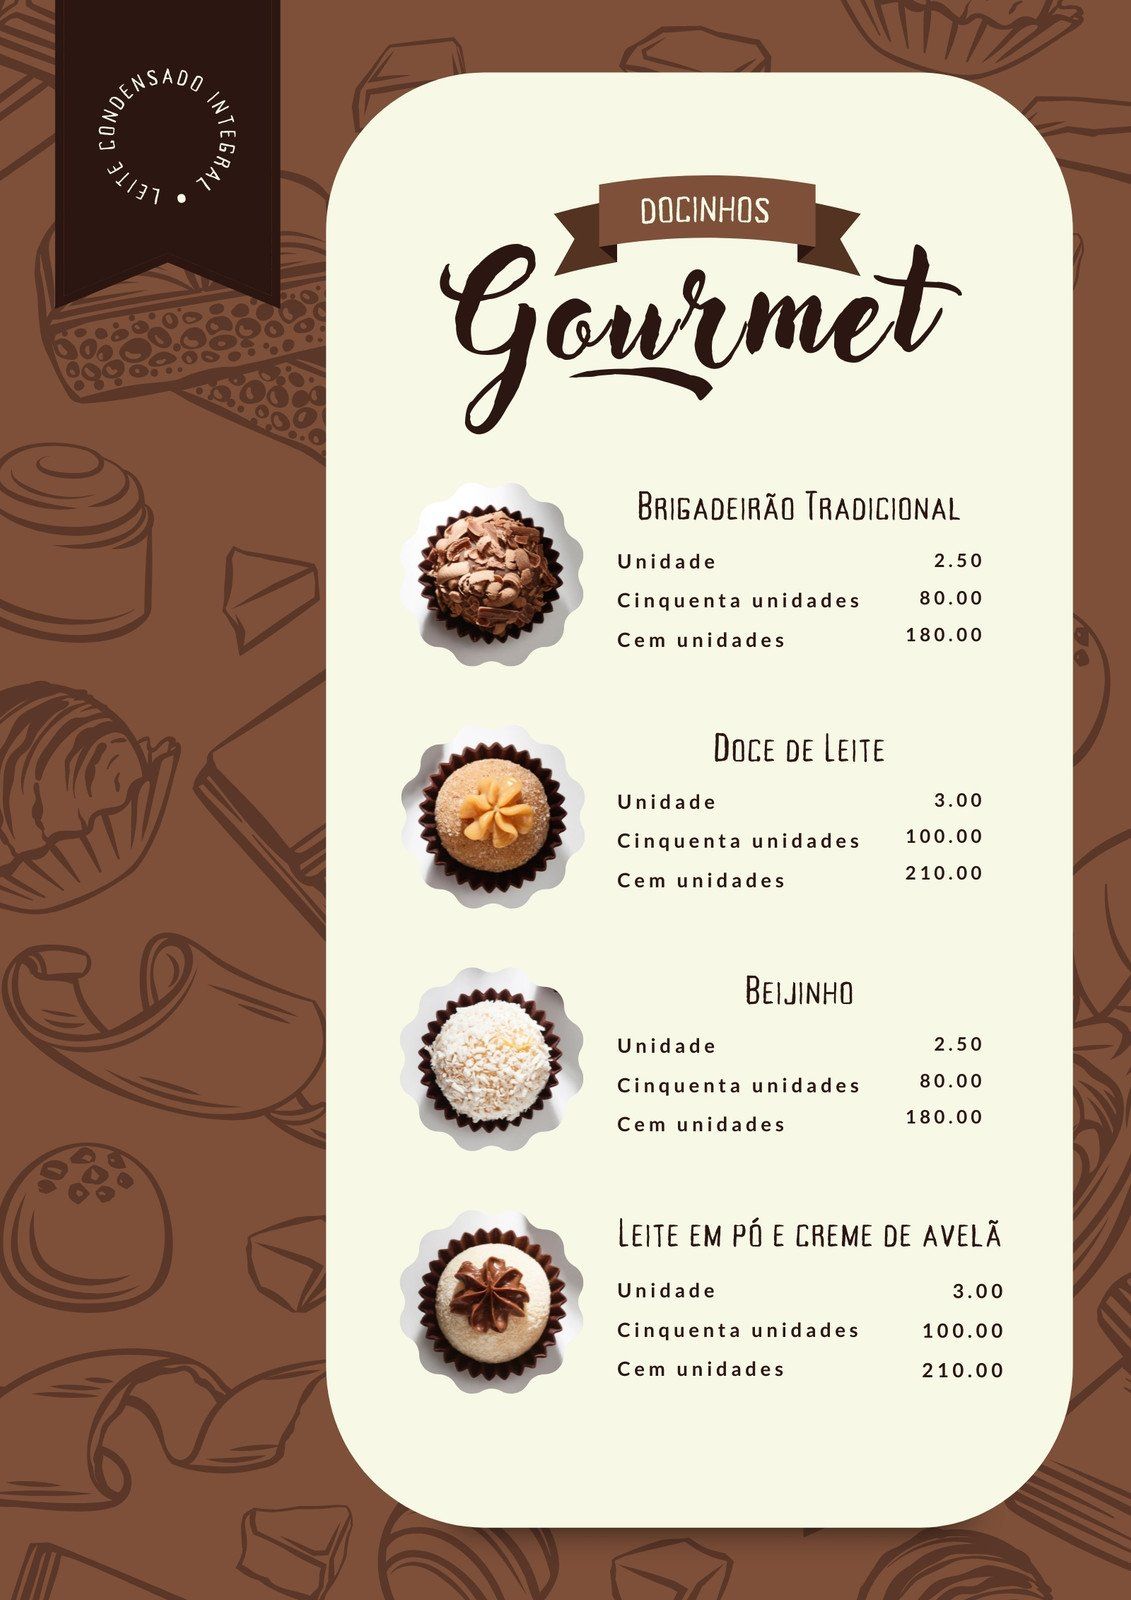 LEITE CONDENSADO INTEGRAL •
DOCINHOS
Gourmet
BRIGADEIRÃO TRADICIONAL
Unidade 2.50
Cinquenta unidades 80.00
Cem unidades 180.00
DOCE DE LEITE
Unidade 3.00
Cinquenta unidades 100.00
Cem unidades 210.00
BEIJINHO
Unidade 2.50
Cinquenta unidades 80.00
Cem unidades 180.00
LEITE EM PÓ E CREME DE AVELÃ
Unidade 3.00
Cinquenta unidades 100.00
Cem unidades 210.00